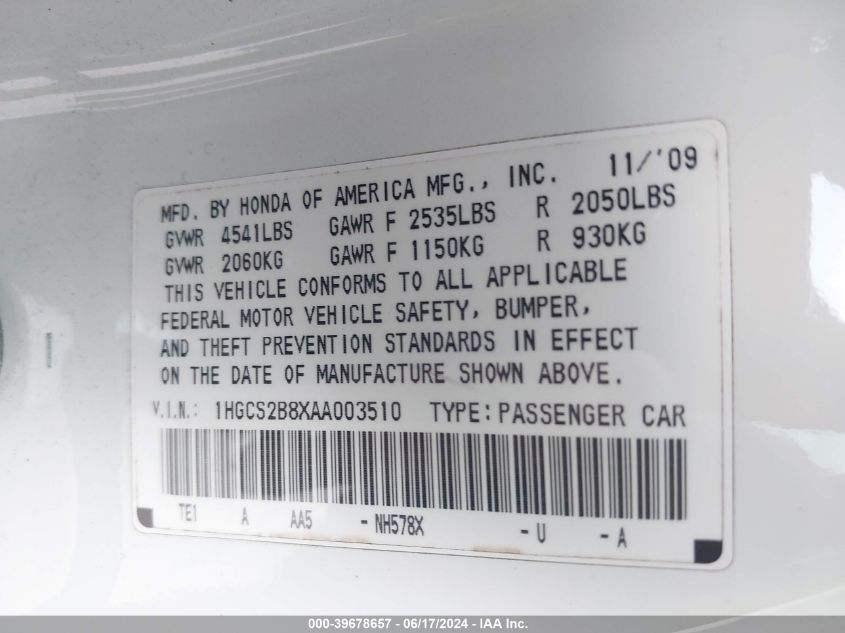 MFD. BY HONDA OF AMERICA MFG., INC. 11/'09
GVWR 4541LBS GAWR F 2535LBS R 2050LBS
GVWR 2060KG GAWR F 1150KG R 930KG
THIS VEHICLE CONFORMS TO ALL APPLICABLE
FEDERAL MOTOR VEHICLE SAFETY, BUMPER,
AND THEFT PREVENTION STANDARDS IN EFFECT
ON THE DATE OF MANUFACTURE SHOWN ABOVE.
V.I.N.: 1HGCS2B8XAA003510 TYPE: PASSENGER CAR
TE1 A AA5 - NH578X - U - A
000-39678657 - 06/17/2024 - IAA Inc.